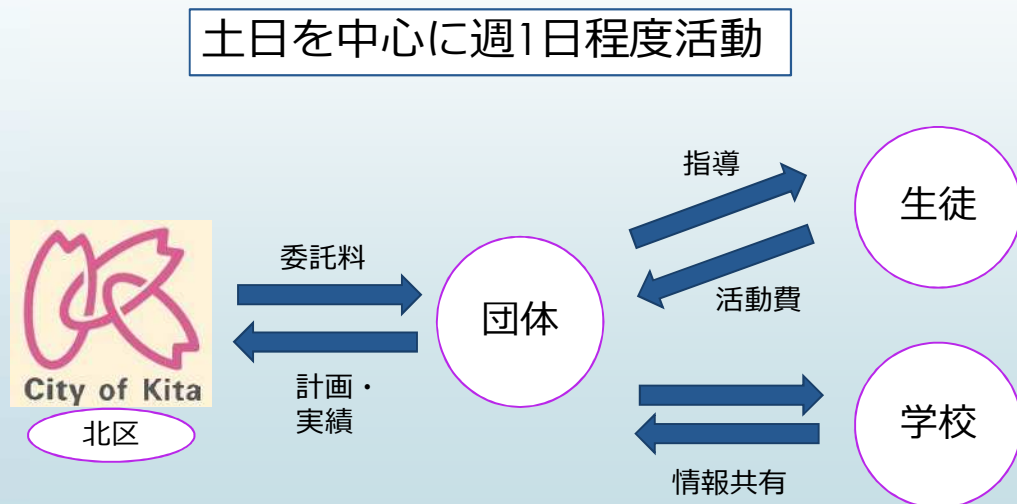 土日を中心に週1日程度活動
指導
生徒
委託料
団体
活動費
City of Kita
計画・
実績
北区
学校
情報共有